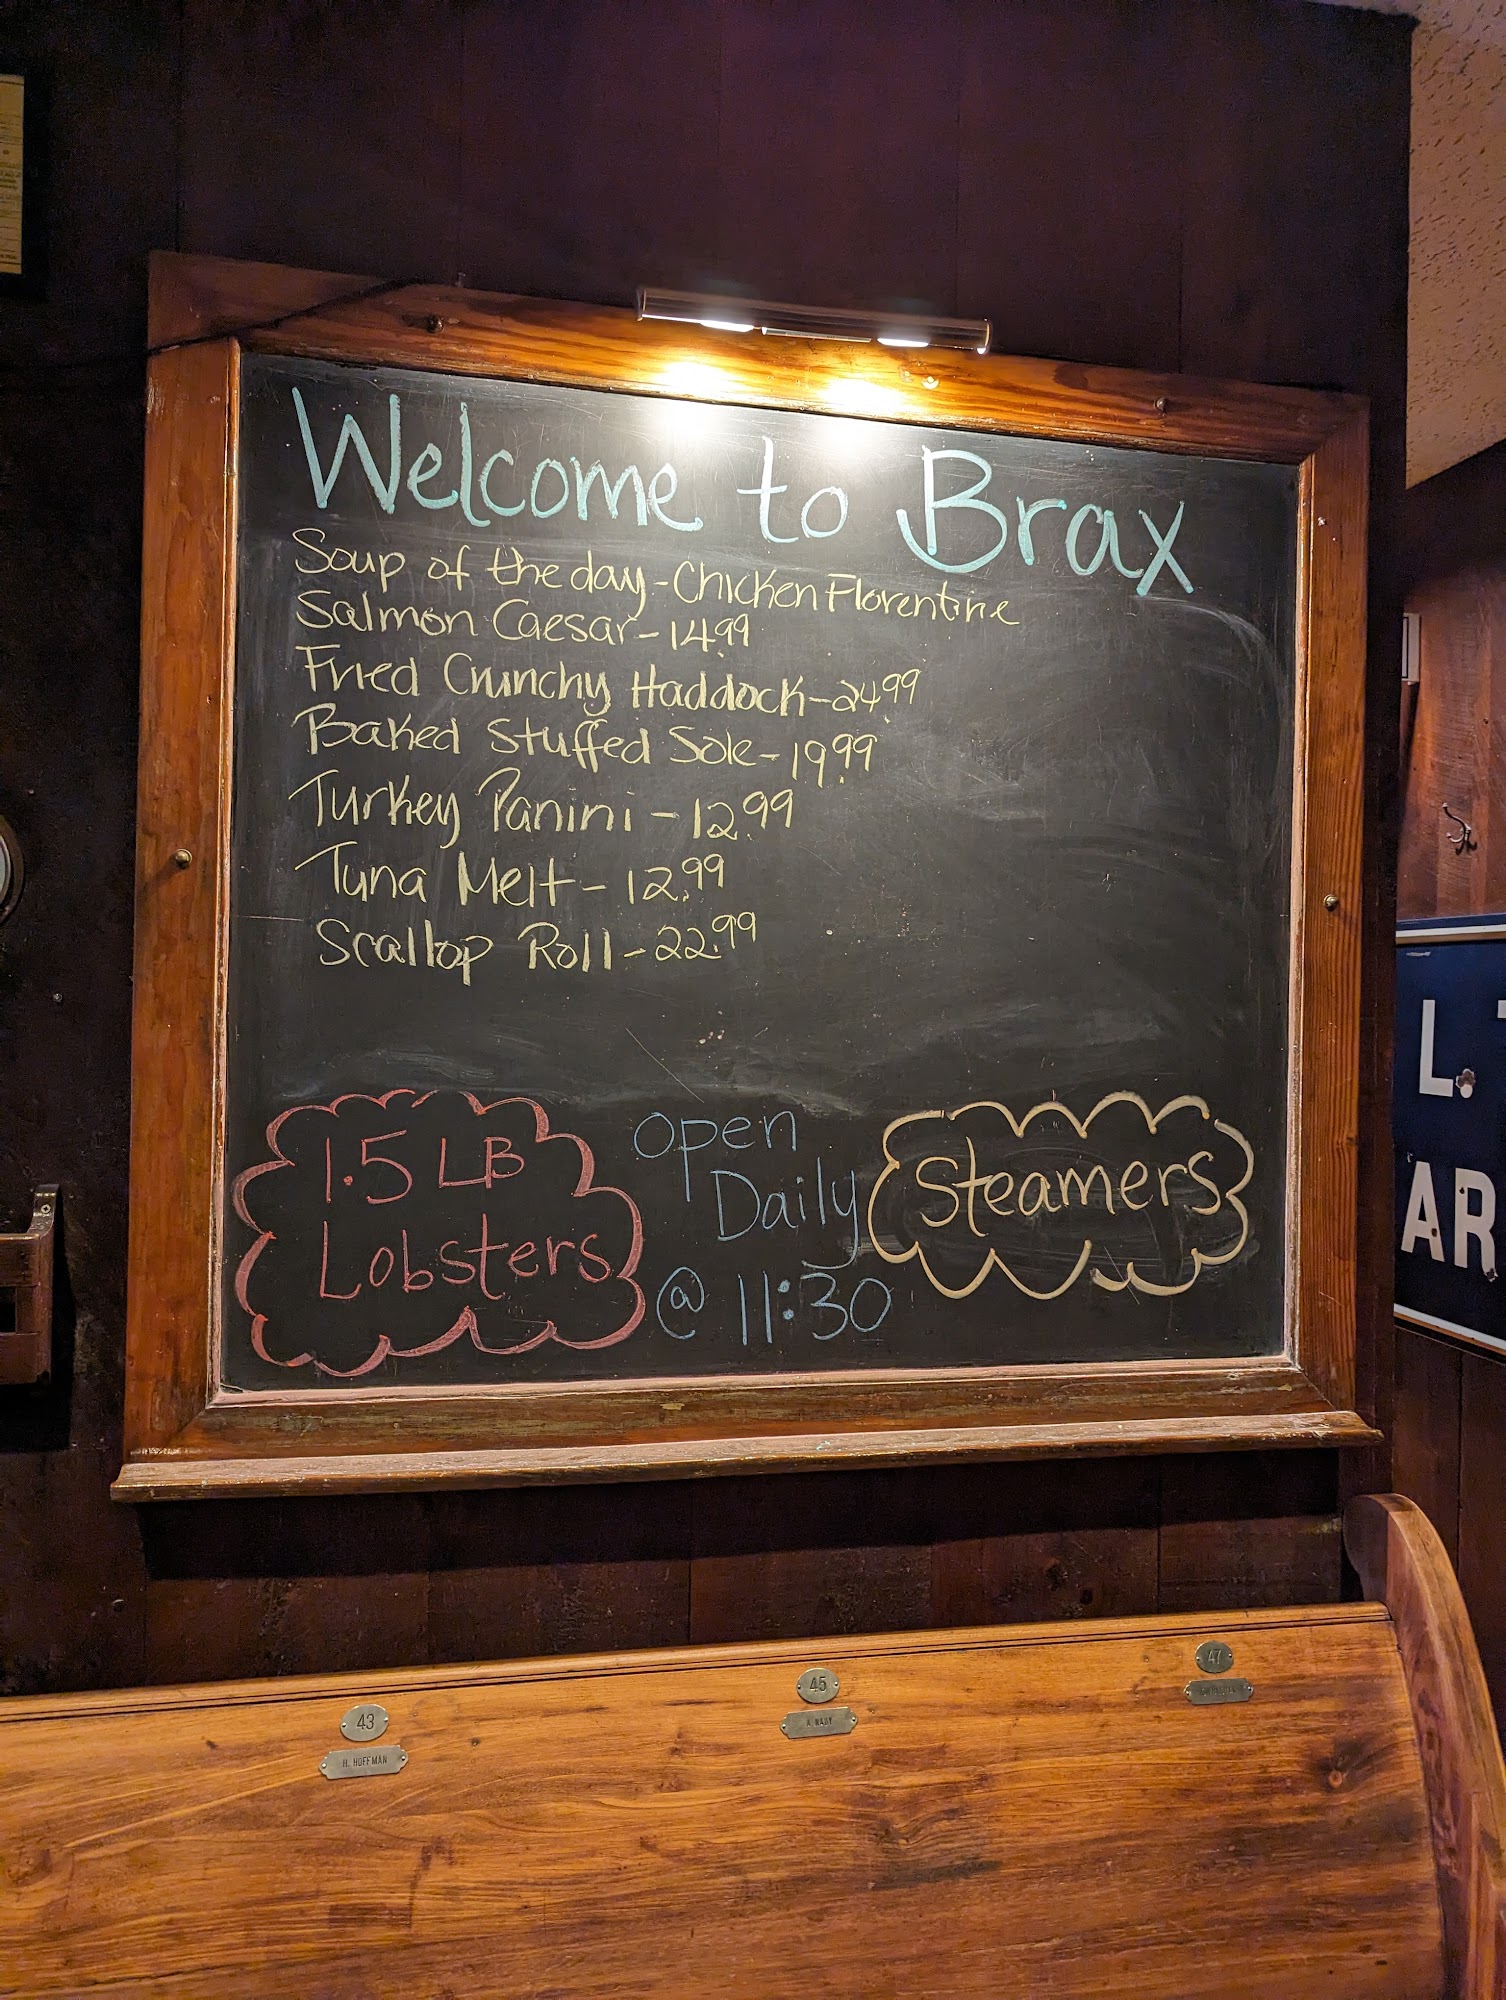 Welcome to Brax
Soup of the day - Chicken Florentine
Salmon Caesar - 14.99
Fried Crunchy Haddock - 24.99
Baked Stuffed Sole - 19.99
Turkey Panini - 12.99
Tuna Melt - 12.99
Scallop Roll - 22.99
1.5 LB
Lobsters
Open
Daily
@ 11:30
Steamers
L.
AR
43
H. HOFFMAN
45
47